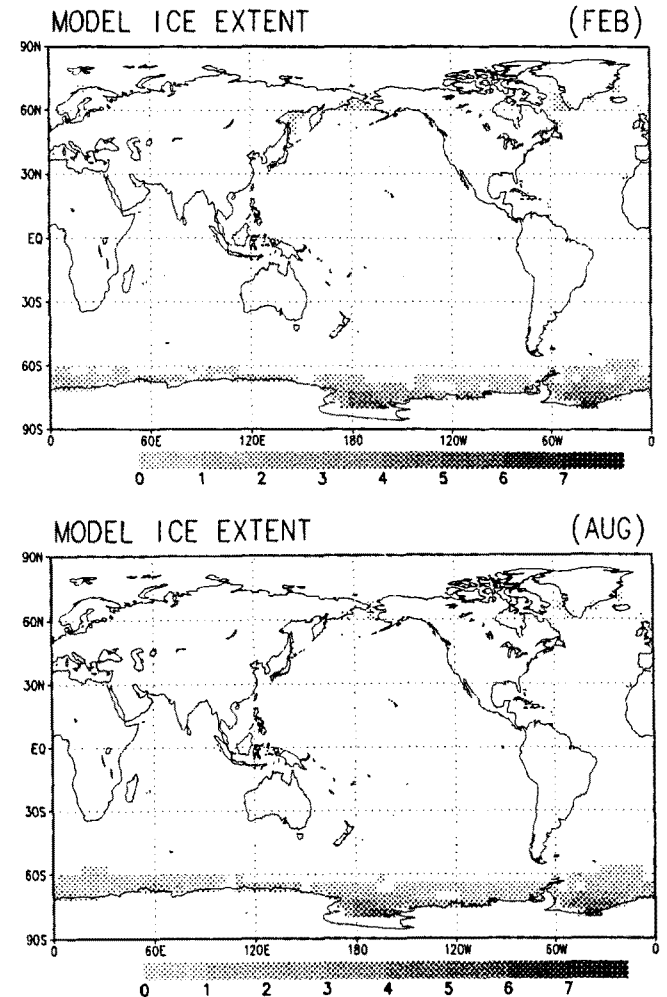 MODEL ICE EXTENT (FEB)
90N
60N
30N
EQ
30S
60S
90S
0 60E 120E 180 120W 60W 0
0 1 2 3 4 5 6 7
MODEL ICE EXTENT (AUG)
90N
60N
30N
EQ
30S
60S
90S
0 60E 120E 180 120W 60W 0
0 1 2 3 4 5 6 7